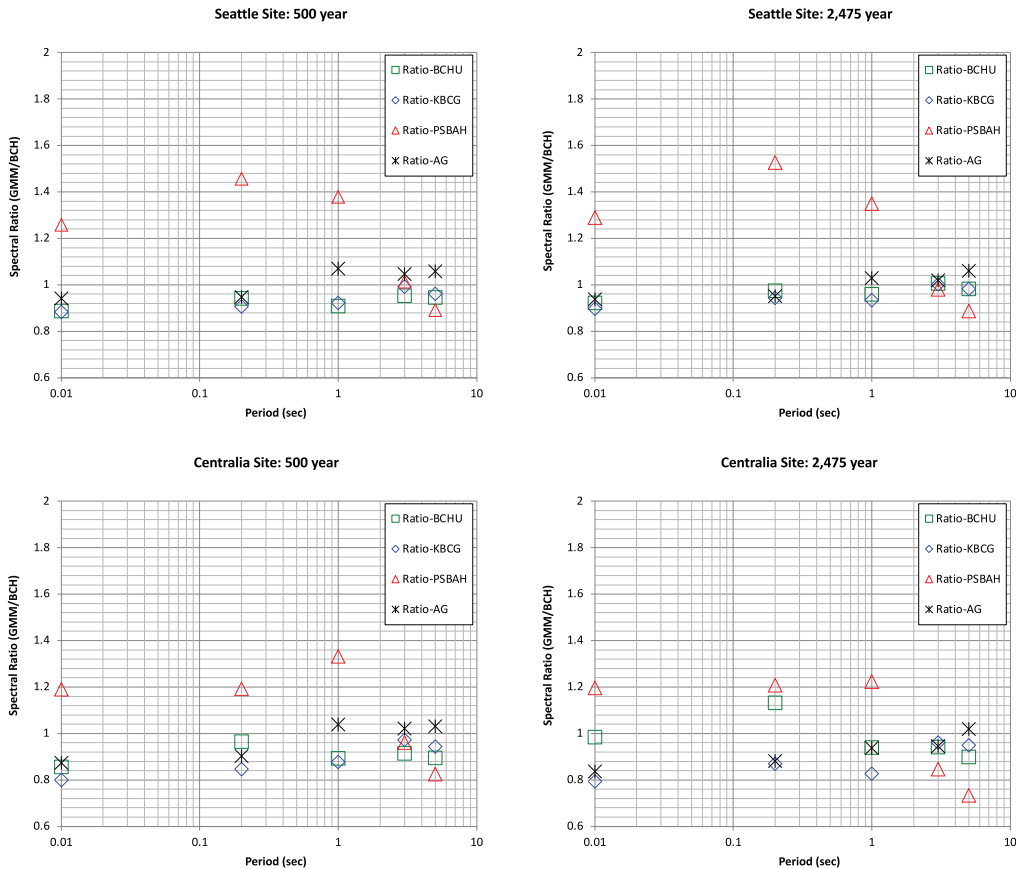 Seattle Site: 500 year
Spectral Ratio (GMM/BCH)
2
1.8
1.6
1.4
1.2
1
0.8
0.6
0.01
0.1
1
10
Period (sec)
Ratio-BCHU
Ratio-KBCG
Ratio-PSBAH
Ratio-AG
Seattle Site: 2,475 year
Spectral Ratio (GMM/BCH)
2
1.8
1.6
1.4
1.2
1
0.8
0.6
0.01
0.1
1
10
Period (sec)
Ratio-BCHU
Ratio-KBCG
Ratio-PSBAH
Ratio-AG
Centralia Site: 500 year
Spectral Ratio (GMM/BCH)
2
1.8
1.6
1.4
1.2
1
0.8
0.6
0.01
0.1
1
10
Period (sec)
Ratio-BCHU
Ratio-KBCG
Ratio-PSBAH
Ratio-AG
Centralia Site: 2,475 year
Spectral Ratio (GMM/BCH)
2
1.8
1.6
1.4
1.2
1
0.8
0.6
0.01
0.1
1
10
Period (sec)
Ratio-BCHU
Ratio-KBCG
Ratio-PSBAH
Ratio-AG